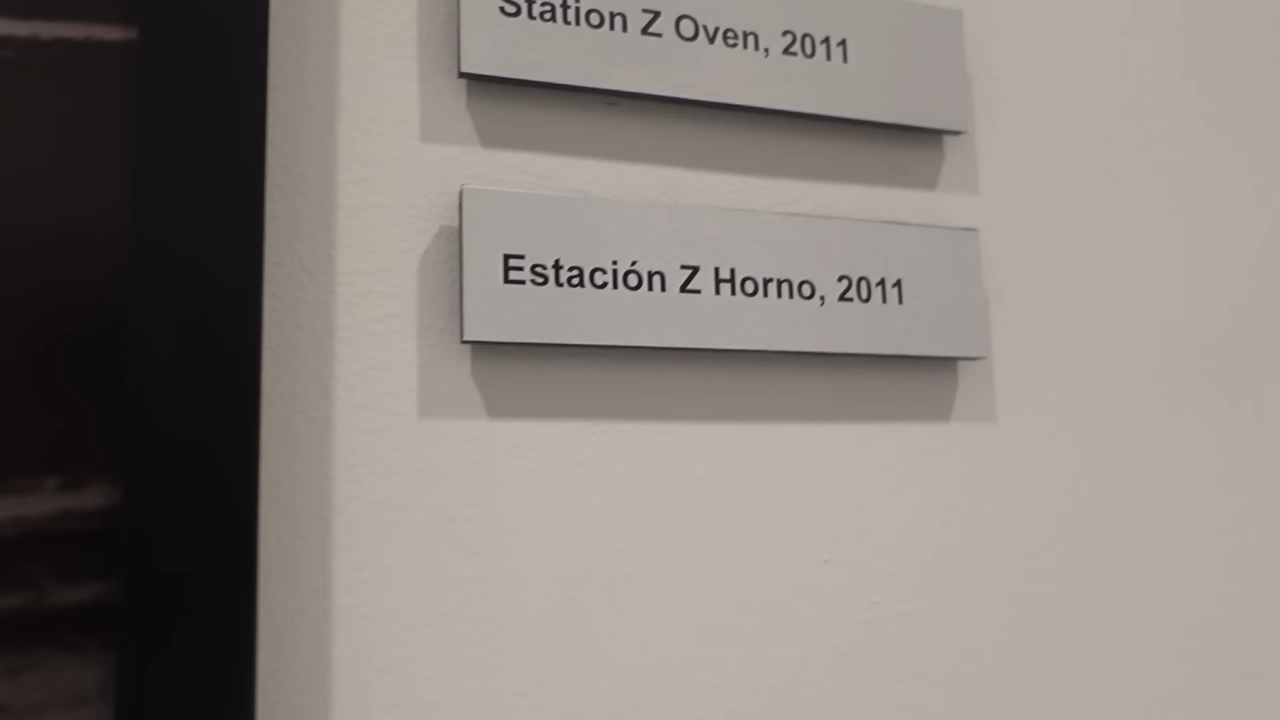 Station Z Oven, 2011
Estación Z Horno, 2011